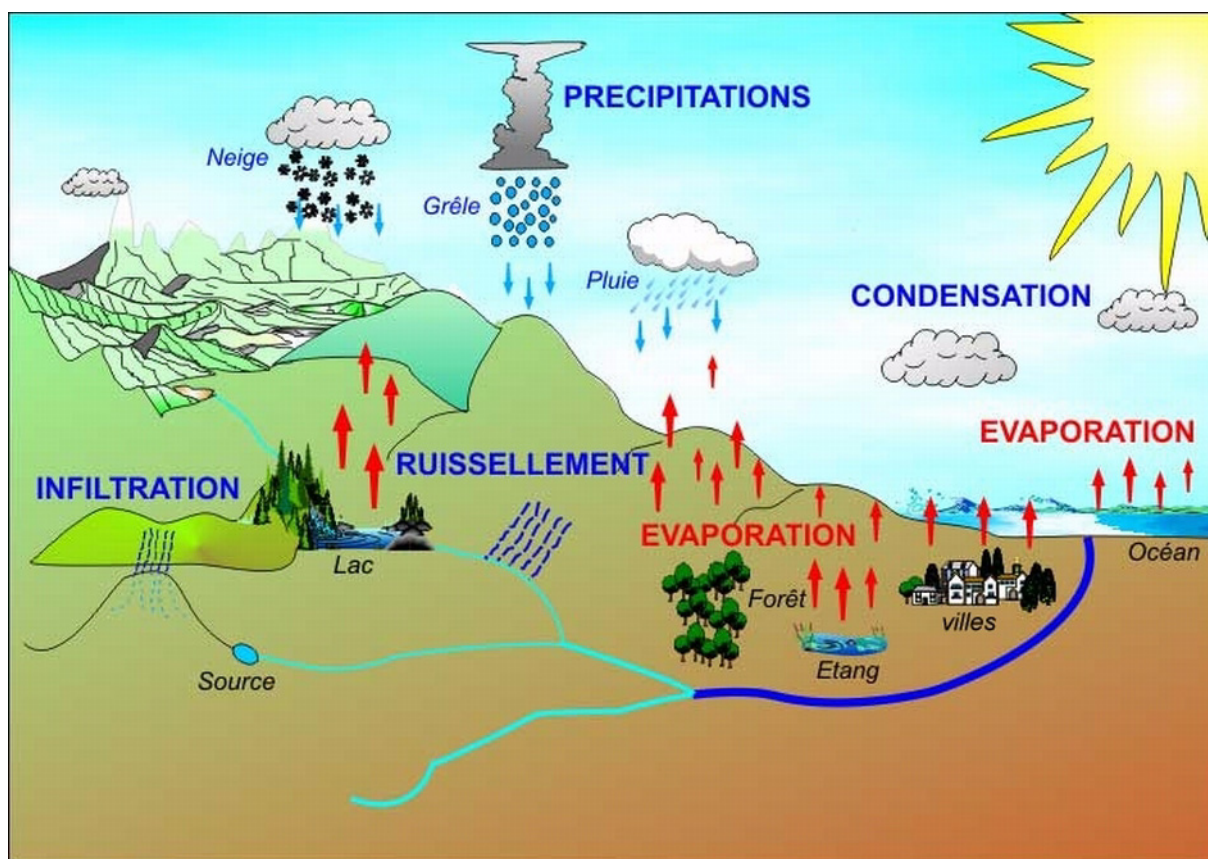 PRECIPITATIONS
Neige
Grêle
Pluie
CONDENSATION
EVAPORATION
RUISSELLEMENT
INFILTRATION
EVAPORATION
Océan
Lac
Forêt
villes
Source
Etang